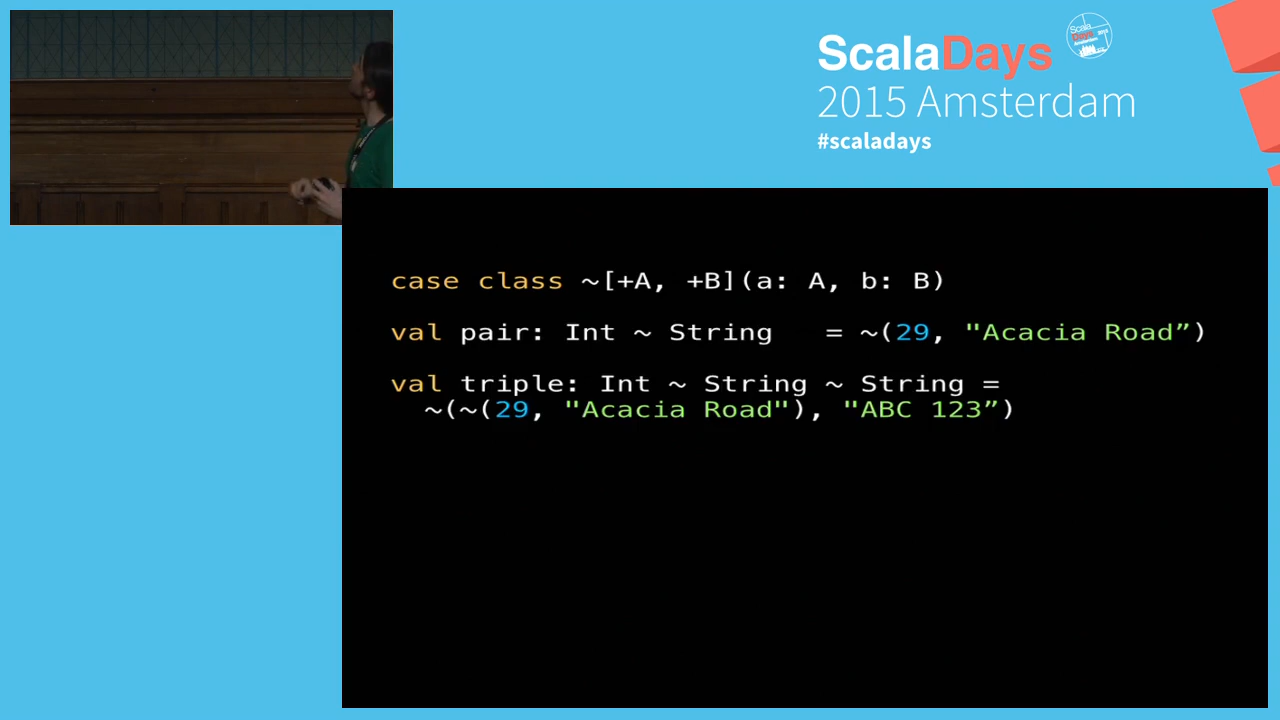 ScalaDays
2015 Amsterdam
#scaladays
case class ~[+A, +B](a: A, b: B)
val pair: Int ~ String   = ~(29, "Acacia Road”)
val triple: Int ~ String ~ String =
~(~(29, "Acacia Road"), "ABC 123”)